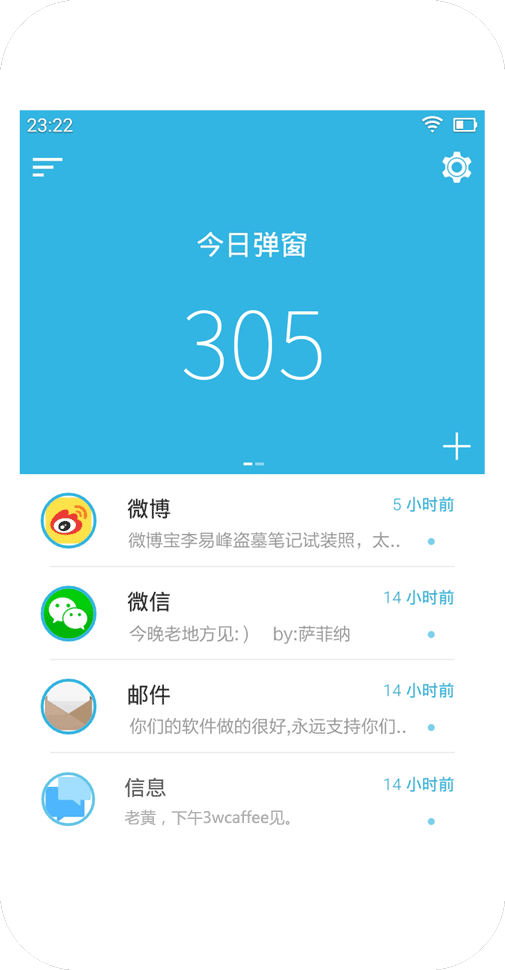 23:22
今日弹窗
305
微博
5 小时前
微博宝李易峰盗墓笔记试装照，太..
微信
14 小时前
今晚老地方见: )   by:萨菲纳
邮件
14 小时前
你们的软件做的很好,永远支持你们..
信息
14 小时前
老黄，下午3wcaffee见。